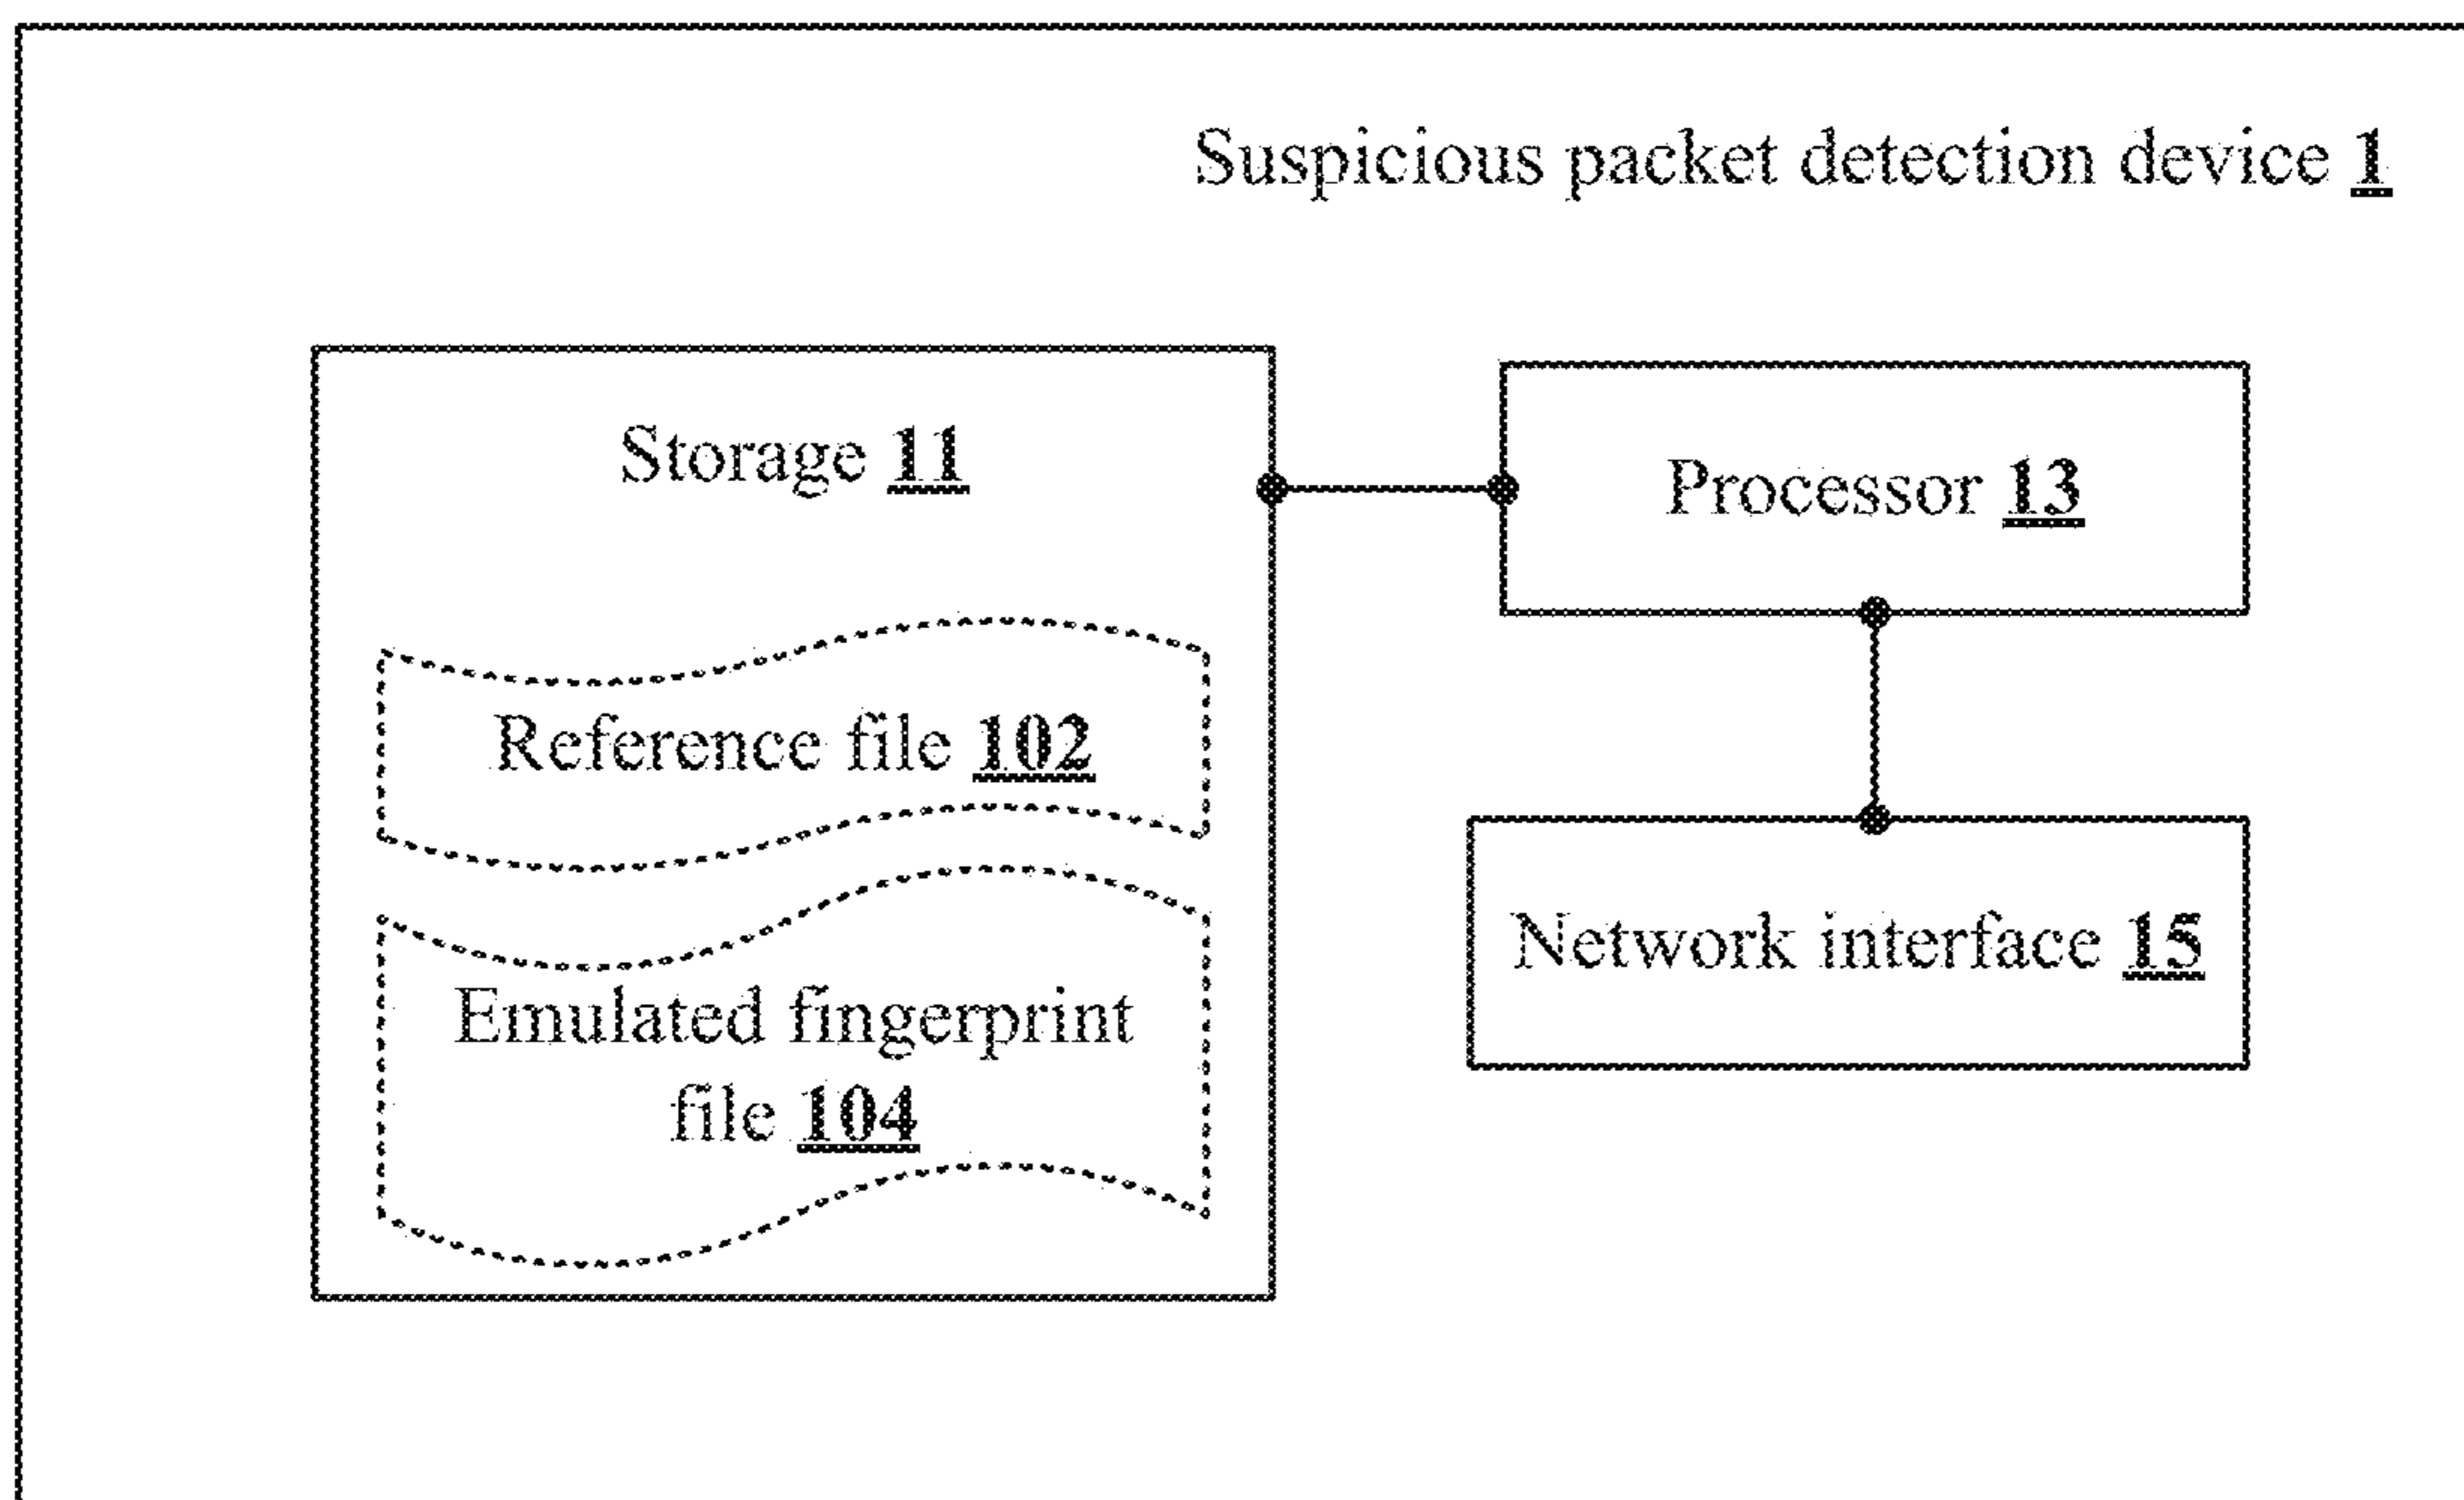 Suspicious packet detection device 1
Storage 11
Processor 13
Reference file 102
Network interface 15
Emulated fingerprint
file 104